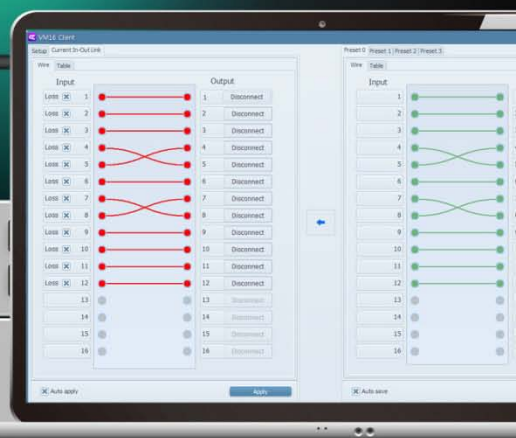 VM16 Client
Setup Current In-Out Link
Wire Table
Input Output
Loss 1 1 Disconnect
Loss 2 2 Disconnect
Loss 3 3 Disconnect
Loss 4 4 Disconnect
Loss 5 5 Disconnect
Loss 6 6 Disconnect
Loss 7 7 Disconnect
Loss 8 8 Disconnect
Loss 9 9 Disconnect
Loss 10 10 Disconnect
Loss 11 11 Disconnect
Loss 12 12 Disconnect
13 13 Disconnect
14 14 Disconnect
15 15 Disconnect
16 16 Disconnect
Auto apply Apply
Preset 0 Preset 1 Preset 2 Preset 3
Wire Table
Input
1
2
3
4
5
6
7
8
9
10
11
12
13
14
15
16
Auto save